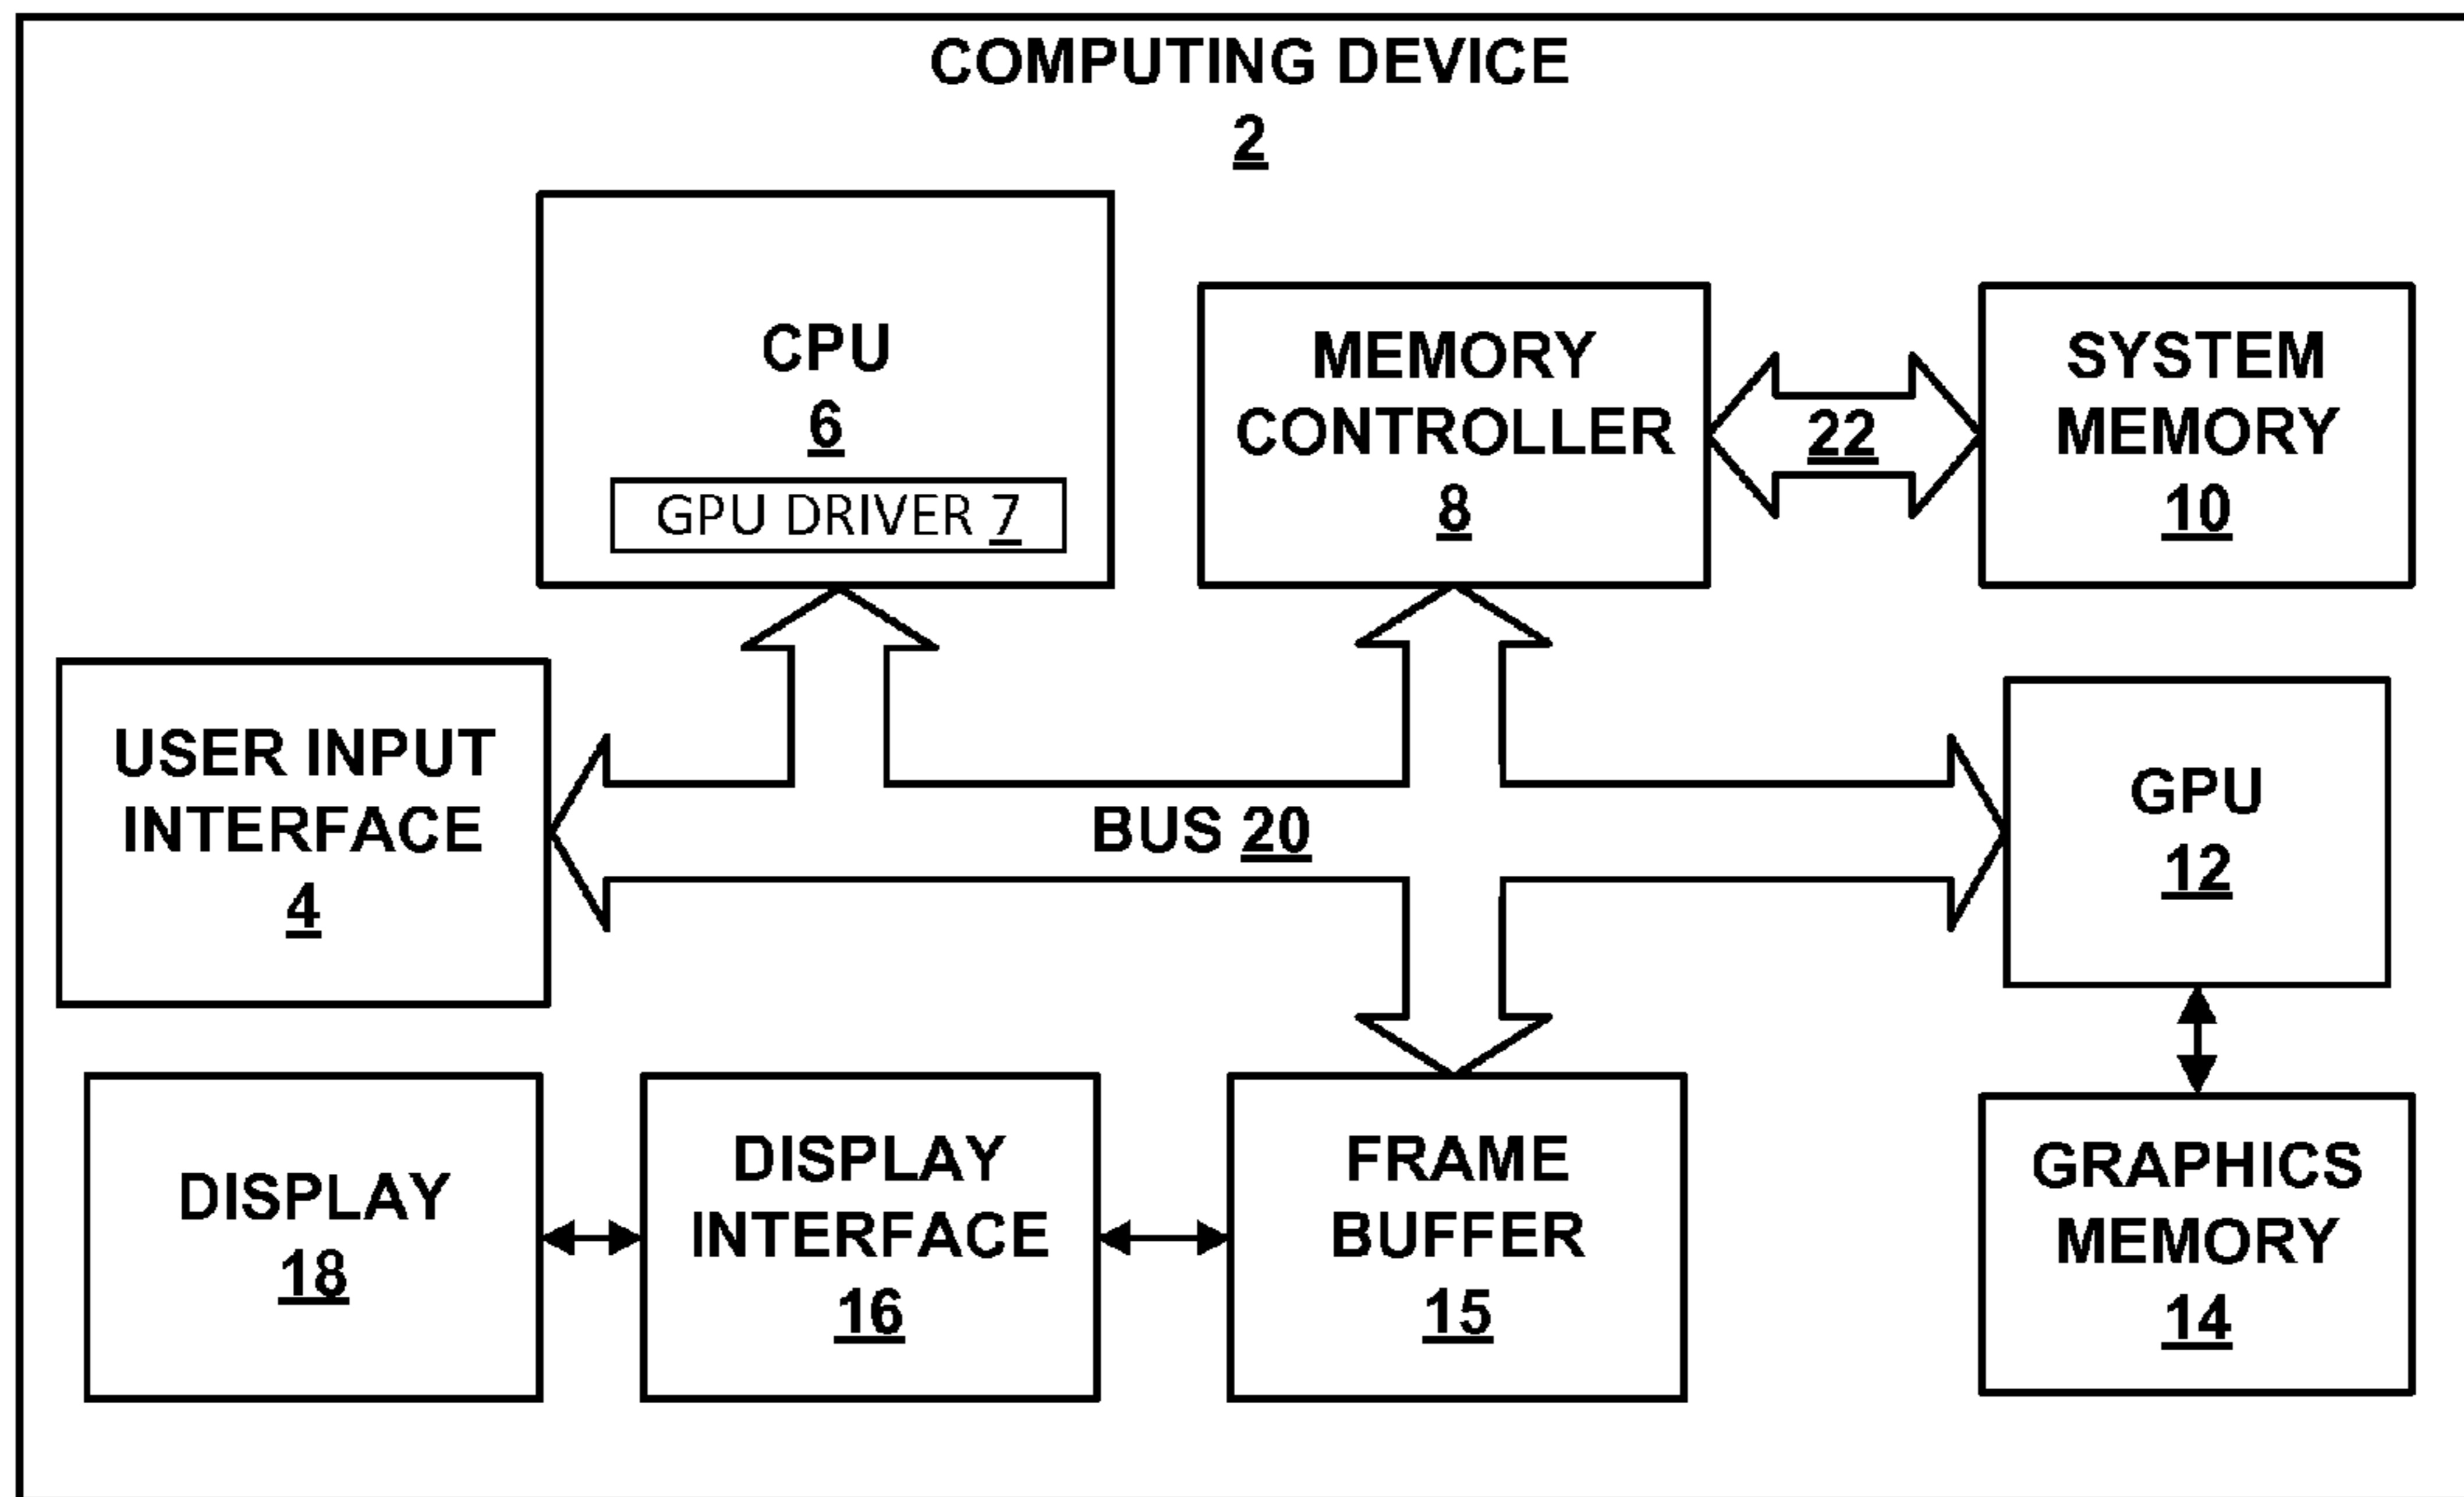 COMPUTING DEVICE
2
CPU
6
GPU DRIVER 7
MEMORY
CONTROLLER
8
22
SYSTEM
MEMORY
10
USER INPUT
INTERFACE
4
BUS 20
GPU
12
DISPLAY
18
DISPLAY
INTERFACE
16
FRAME
BUFFER
15
GRAPHICS
MEMORY
14